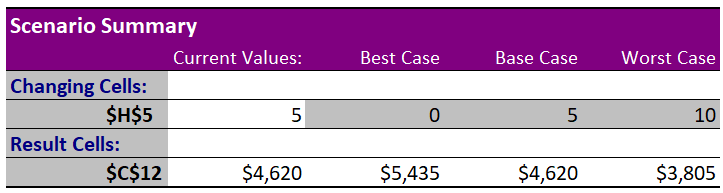 Scenario Summary
Current Values: Best Case Base Case Worst Case
Changing Cells:
$H$5 5 0 5 10
Result Cells:
$C$12 $4,620 $5,435 $4,620 $3,805